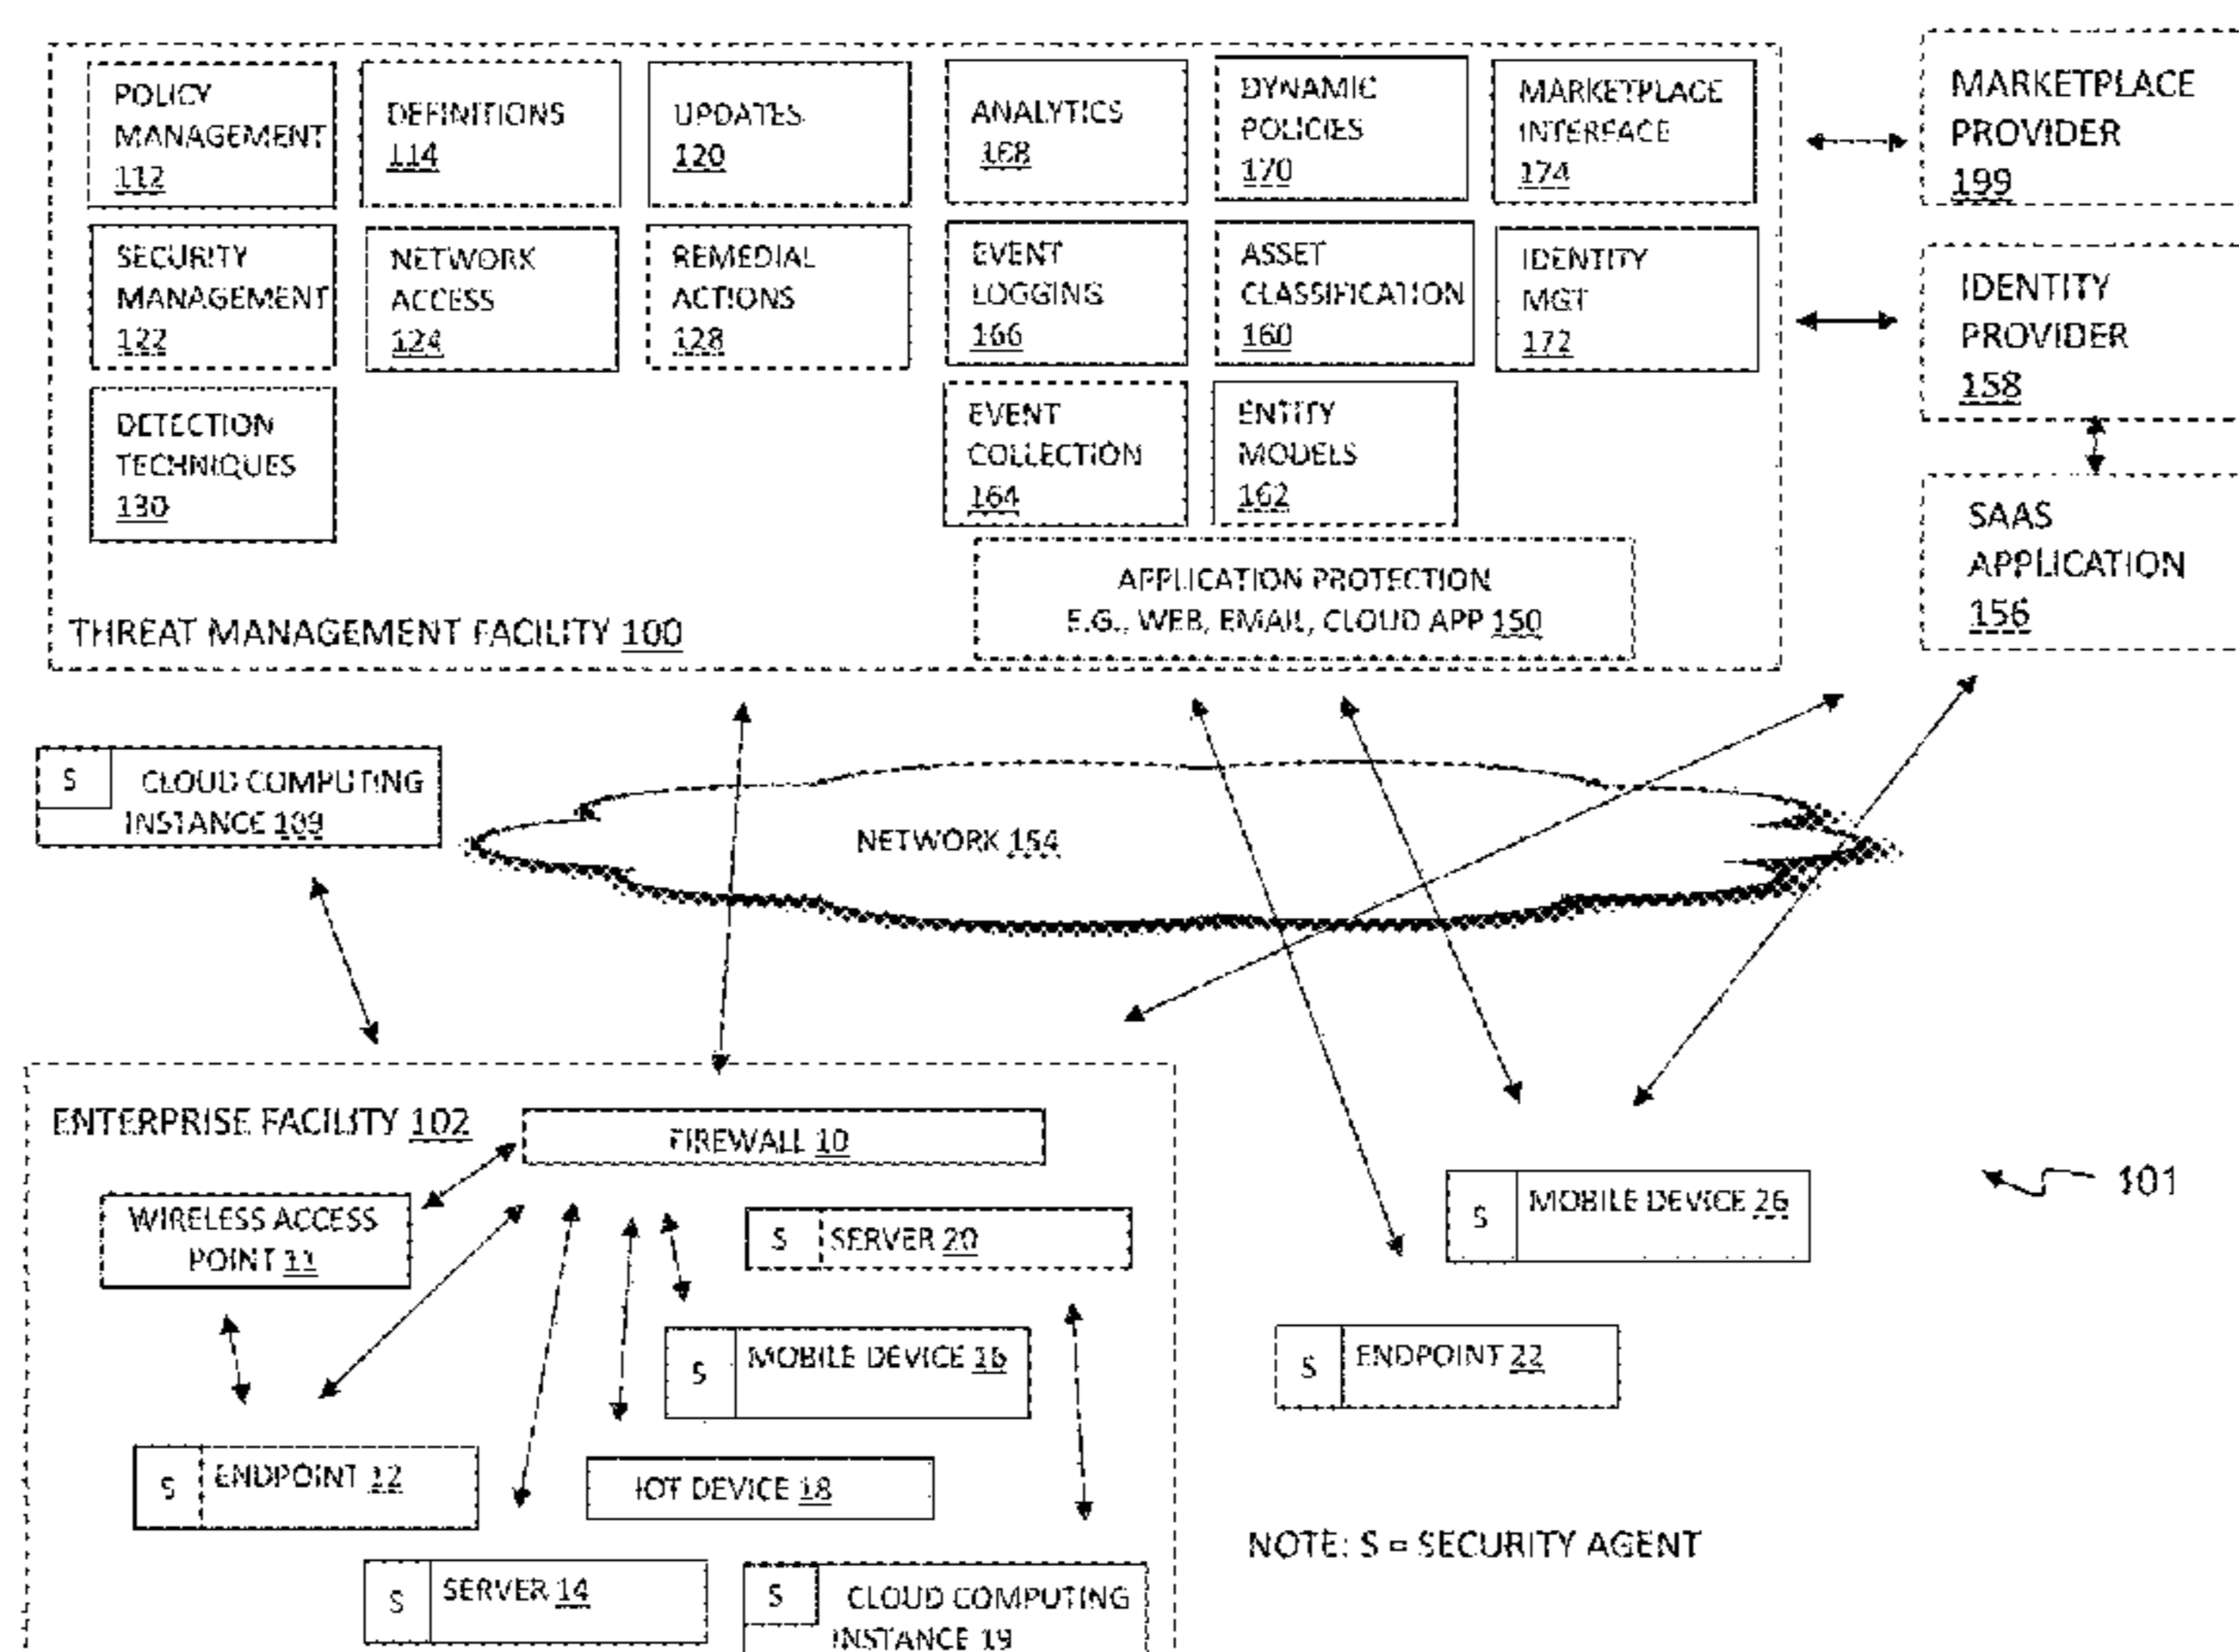 POLICY
MANAGEMENT
112
DEFINITIONS
114
UPDATES
120
ANALYTICS
168
DYNAMIC
POLICIES
170
MARKETPLACE
INTERFACE
174
MARKETPLACE
PROVIDER
199
SECURITY
MANAGEMENT
122
NETWORK
ACCESS
124
REMEDIAL
ACTIONS
128
EVENT
LOGGING
166
ASSET
CLASSIFICATION
160
IDENTITY
MGT
172
IDENTITY
PROVIDER
158
DETECTION
TECHNIQUES
130
EVENT
COLLECTION
164
ENTITY
MODELS
162
SAAS
APPLICATION
156
APPLICATION PROTECTION
E.G., WEB, EMAIL, CLOUD APP 150
THREAT MANAGEMENT FACILITY 100
S CLOUD COMPUTING
INSTANCE 109
NETWORK 154
ENTERPRISE FACILITY 102
FIREWALL 10
WIRELESS ACCESS
POINT 11
S SERVER 20
S MOBILE DEVICE 26
101
S MOBILE DEVICE 16
S ENDPOINT 22
S ENDPOINT 12
IOT DEVICE 18
NOTE: S = SECURITY AGENT
S SERVER 14
S CLOUD COMPUTING
INSTANCE 19